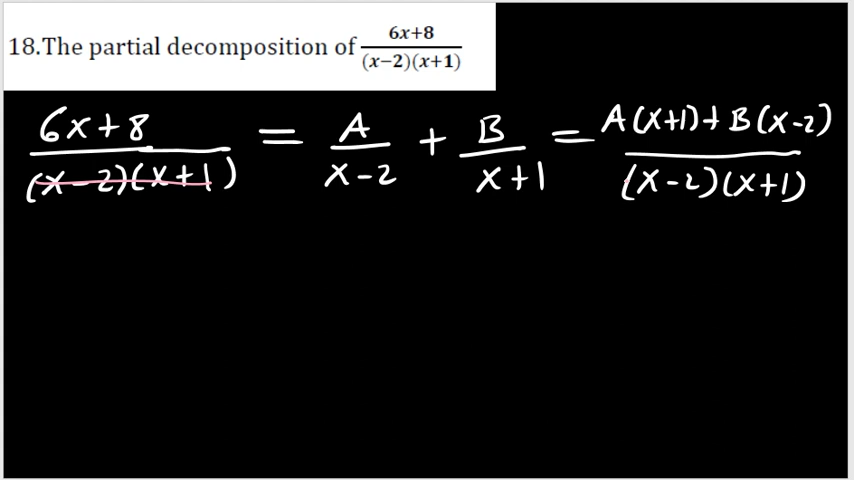 18.The partial decomposition of (6x+8)/((x−2)(x+1))
(6x+8)/((x-2)(x+1)) = A/(x-2) + B/(x+1) = (A(x+1)+B(x-2))/((x-2)(x+1))